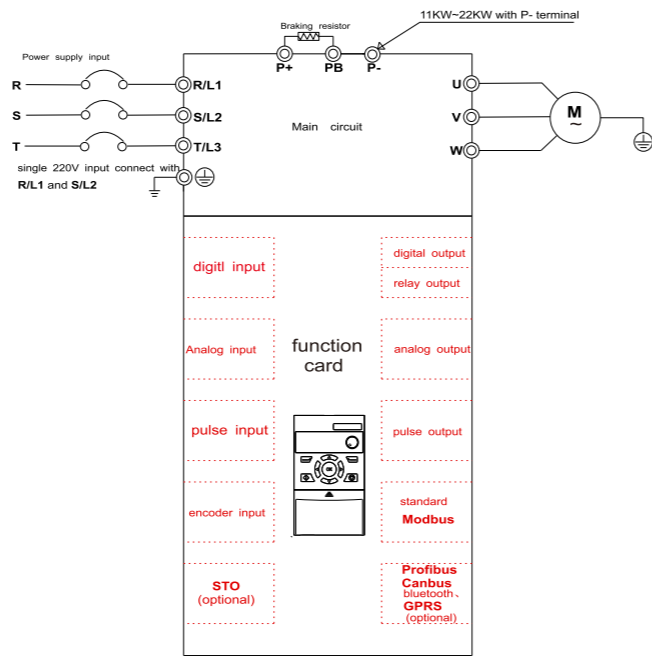 11KW~22KW with P- terminal
Braking resistor
P+ PB P-
Power supply input
R R/L1
S S/L2
T T/L3
single 220V input connect with
R/L1 and S/L2
Main circuit
U
V
W
M
~
digitl input
digital output
relay output
Analog input
function
card
analog output
pulse input
pulse output
encoder input
standard
Modbus
STO
(optional)
Profibus
Canbus
bluetooth、
GPRS
(optional)